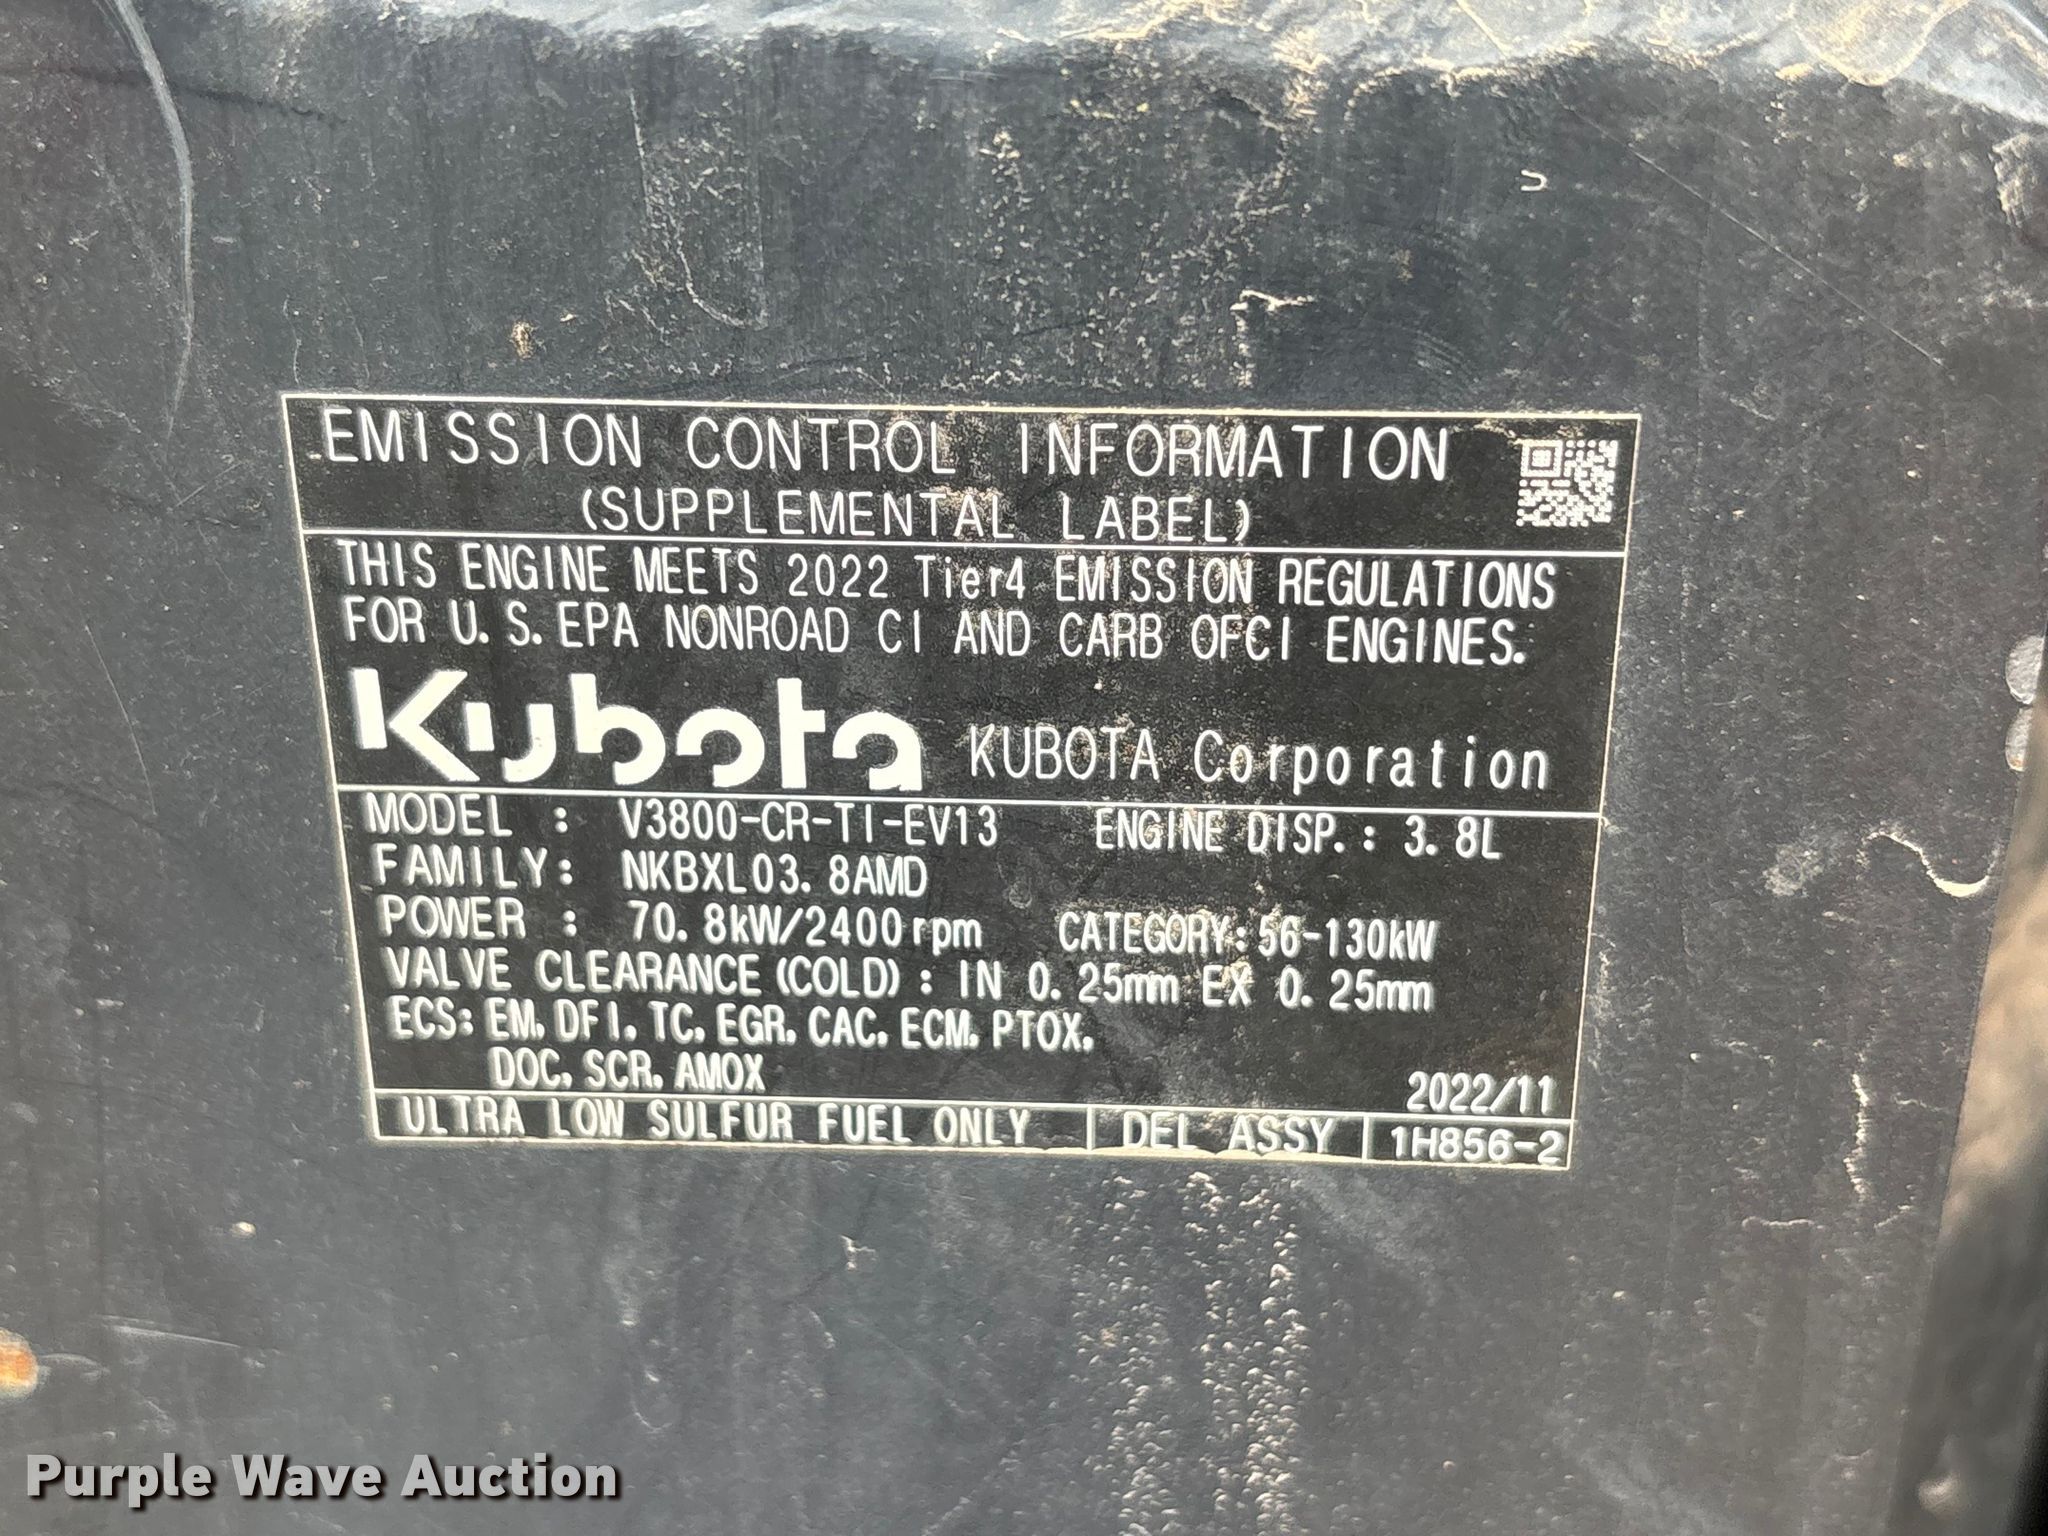 EMISSION CONTROL INFORMATION
(SUPPLEMENTAL LABEL)
THIS ENGINE MEETS 2022 Tier4 EMISSION REGULATIONS
FOR U.S.EPA NONROAD CI AND CARB OFCI ENGINES.
Kubota KUBOTA Corporation
MODEL : V3800-CR-TI-EV13 ENGINE DISP.: 3.8L
FAMILY: NKBXL03.8AMD
POWER : 70.8kW/2400rpm CATEGORY:56-130kW
VALVE CLEARANCE(COLD): IN 0.25mm EX 0.25mm
ECS: EM, DFI, TC, EGR, CAC, ECM, PTOX,
DOC, SCR, AMOX
2022/11
ULTRA LOW SULFUR FUEL ONLY DEL ASSY 1H856-2
Purple Wave Auction